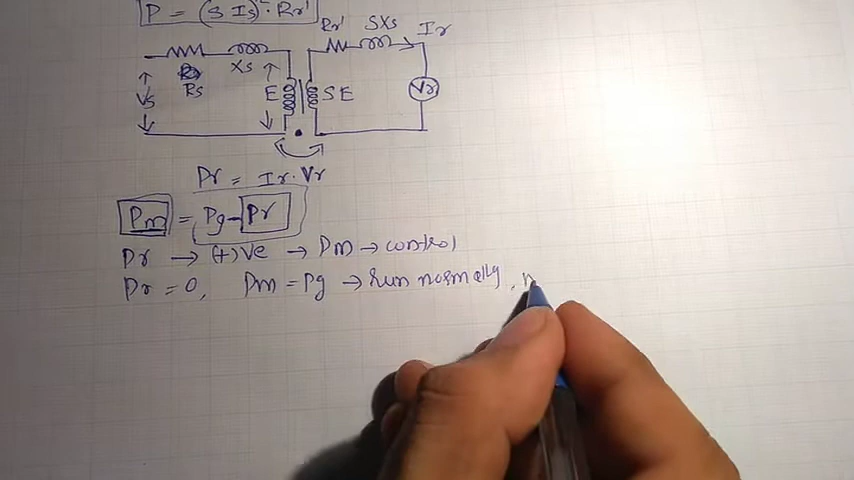 P = (S Is)² · Rr'
Rr' SXs Ir
Rs Xs
Vs E SE Vr
Pr = Ir · Vr
Pm = Pg - Pr
Pr → (+)ve → Pm → control
Pr = 0, Pm = Pg → Run normally, n